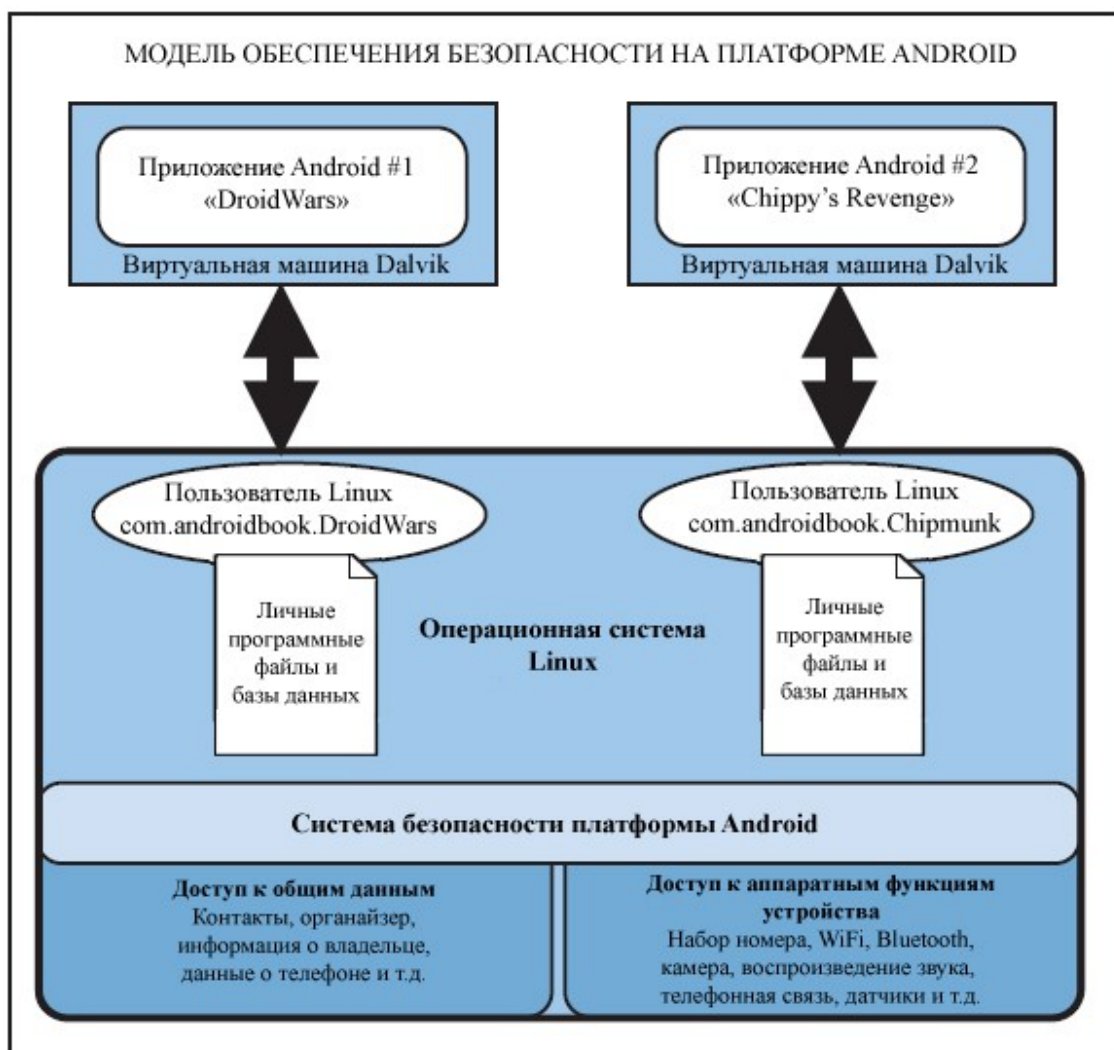 МОДЕЛЬ ОБЕСПЕЧЕНИЯ БЕЗОПАСНОСТИ НА ПЛАТФОРМЕ ANDROID
Приложение Android #1
«DroidWars»
Виртуальная машина Dalvik
Приложение Android #2
«Chippy’s Revenge»
Виртуальная машина Dalvik
Пользователь Linux
com.androidbook.DroidWars
Личные
программные
файлы и
базы данных
Операционная система
Linux
Пользователь Linux
com.androidbook.Chipmunk
Личные
программные
файлы и
базы данных
Система безопасности платформы Android
Доступ к общим данным
Контакты, органайзер,
информация о владельце,
данные о телефоне и т.д.
Доступ к аппаратным функциям
устройства
Набор номера, WiFi, Bluetooth,
камера, воспроизведение звука,
телефонная связь, датчики и т.д.